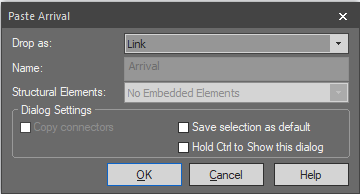 Paste Arrival
Drop as: Link
Name: Arrival
Structural Elements: No Embedded Elements
Dialog Settings
Copy connectors Save selection as default
Hold Ctrl to Show this dialog
OK Cancel Help